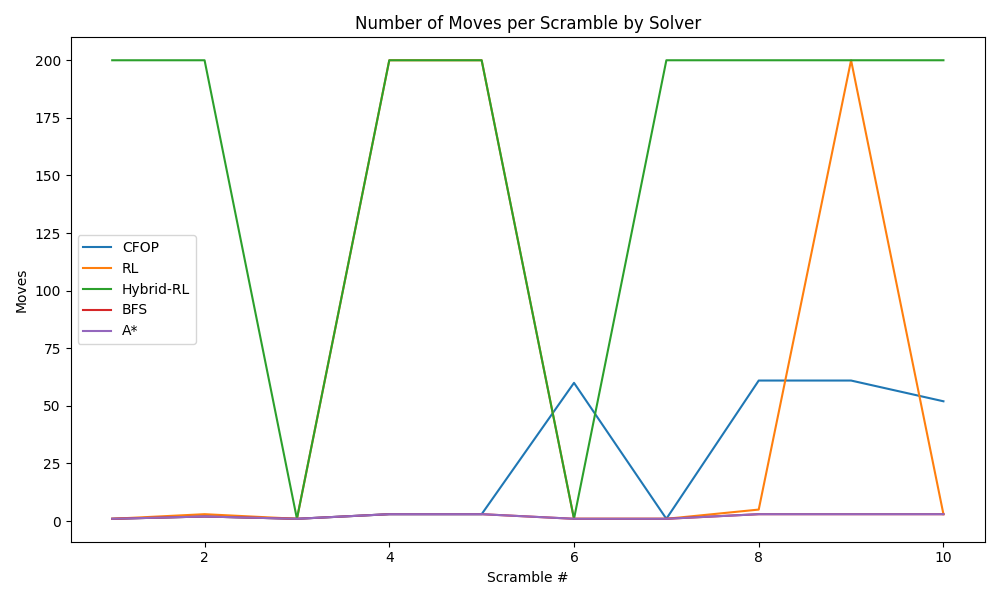 Number of Moves per Scramble by Solver
200
175
150
125
100
75
50
25
0
Moves
CFOP
RL
Hybrid-RL
BFS
A*
2
4
6
8
10
Scramble #